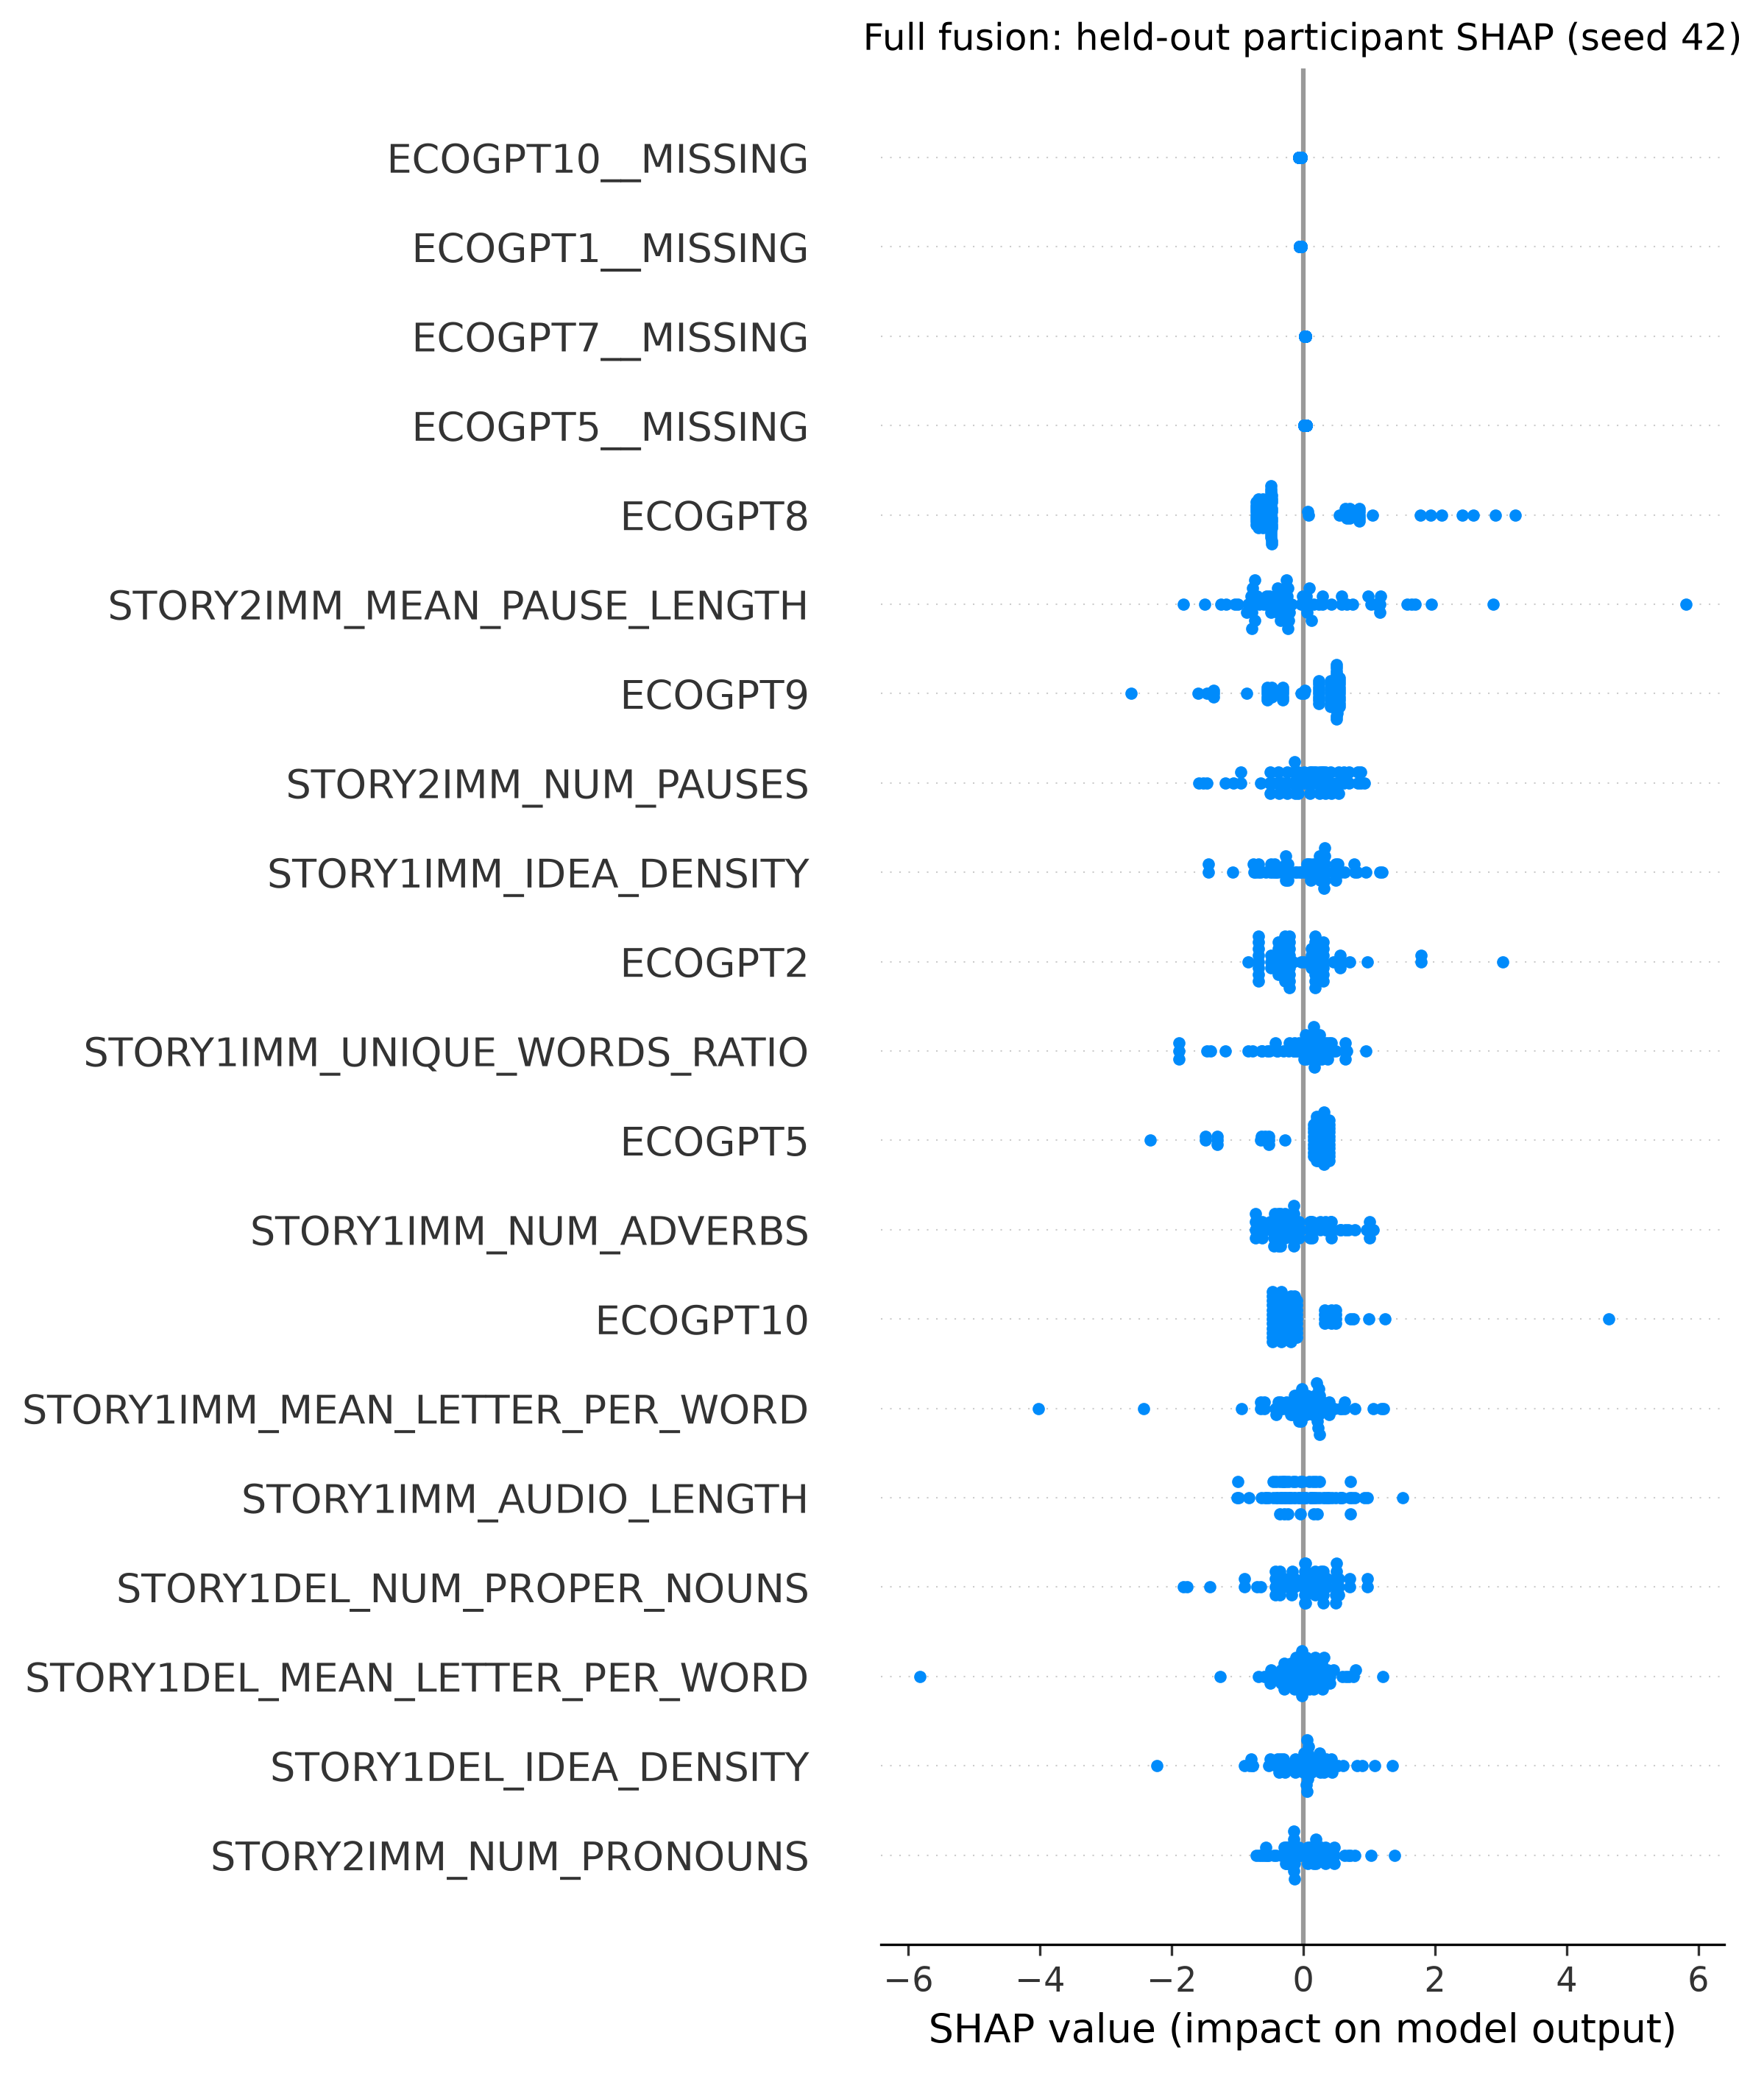 Full fusion: held-out participant SHAP (seed 42)
ECOGPT10__MISSING
ECOGPT1__MISSING
ECOGPT7__MISSING
ECOGPT5__MISSING
ECOGPT8
STORY2IMM_MEAN_PAUSE_LENGTH
ECOGPT9
STORY2IMM_NUM_PAUSES
STORY1IMM_IDEA_DENSITY
ECOGPT2
STORY1IMM_UNIQUE_WORDS_RATIO
ECOGPT5
STORY1IMM_NUM_ADVERBS
ECOGPT10
STORY1IMM_MEAN_LETTER_PER_WORD
STORY1IMM_AUDIO_LENGTH
STORY1DEL_NUM_PROPER_NOUNS
STORY1DEL_MEAN_LETTER_PER_WORD
STORY1DEL_IDEA_DENSITY
STORY2IMM_NUM_PRONOUNS
−6 −4 −2 0 2 4 6
SHAP value (impact on model output)